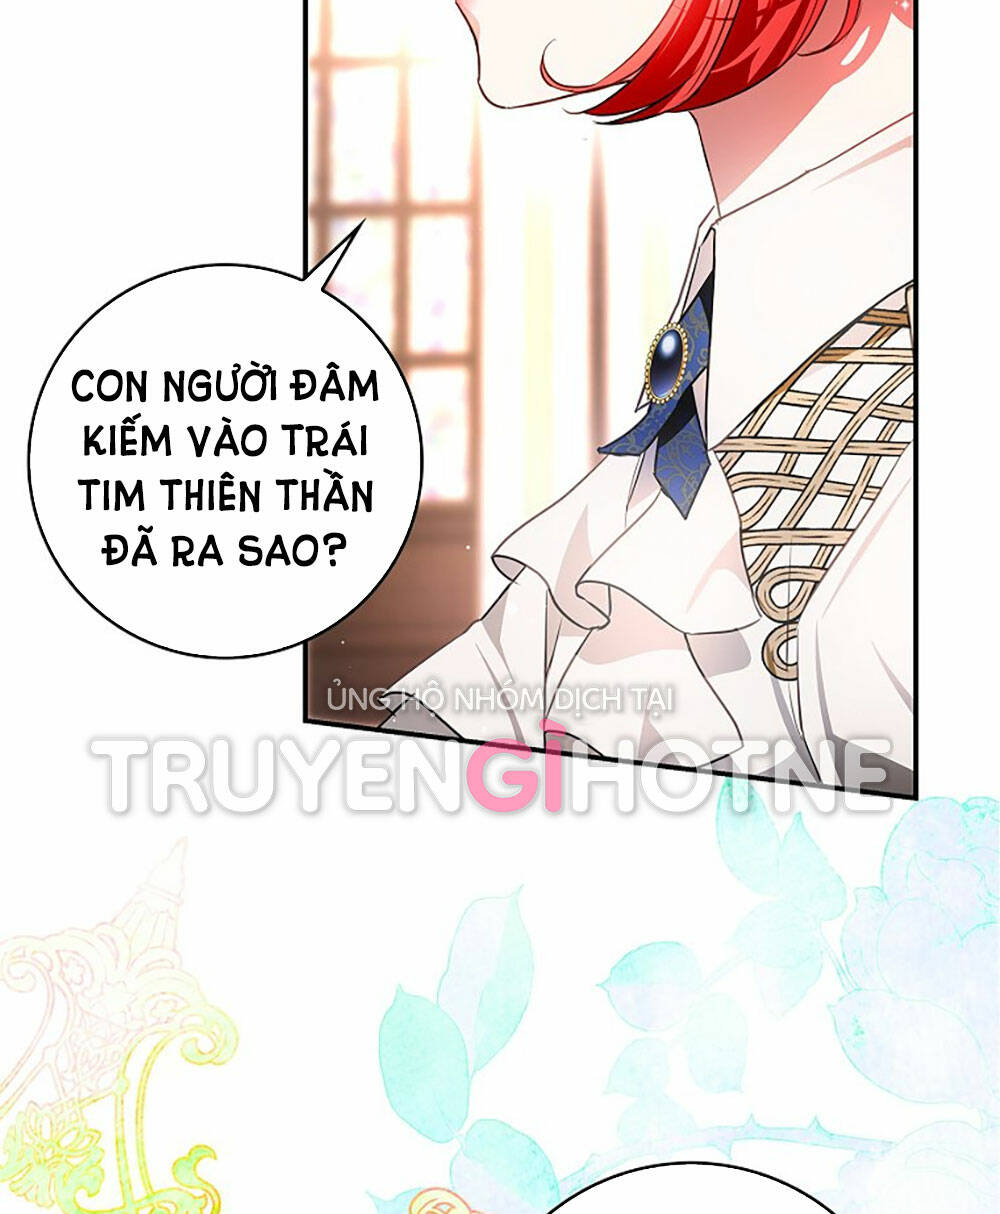 CON NGƯỜI ĐÂM
KIẾM VÀO TRÁI
TIM THIÊN THẦN
ĐÃ RA SAO?
ỦNG HỘ NHÓM DỊCH TẠI
TRUYENGIHOTNE